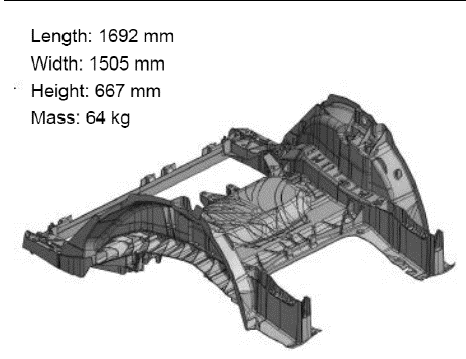 Length: 1692 mm
Width: 1505 mm
Height: 667 mm
Mass: 64 kg